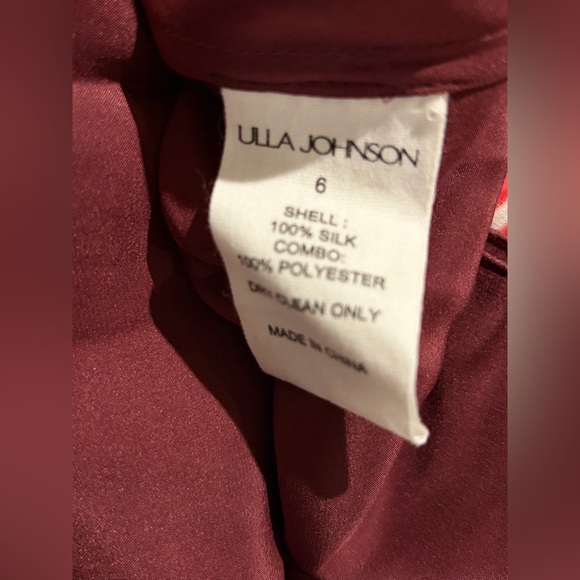 ULLA JOHNSON
6
SHELL :
100% SILK
COMBO:
100% POLYESTER
DRY CLEAN ONLY
MADE IN CHINA